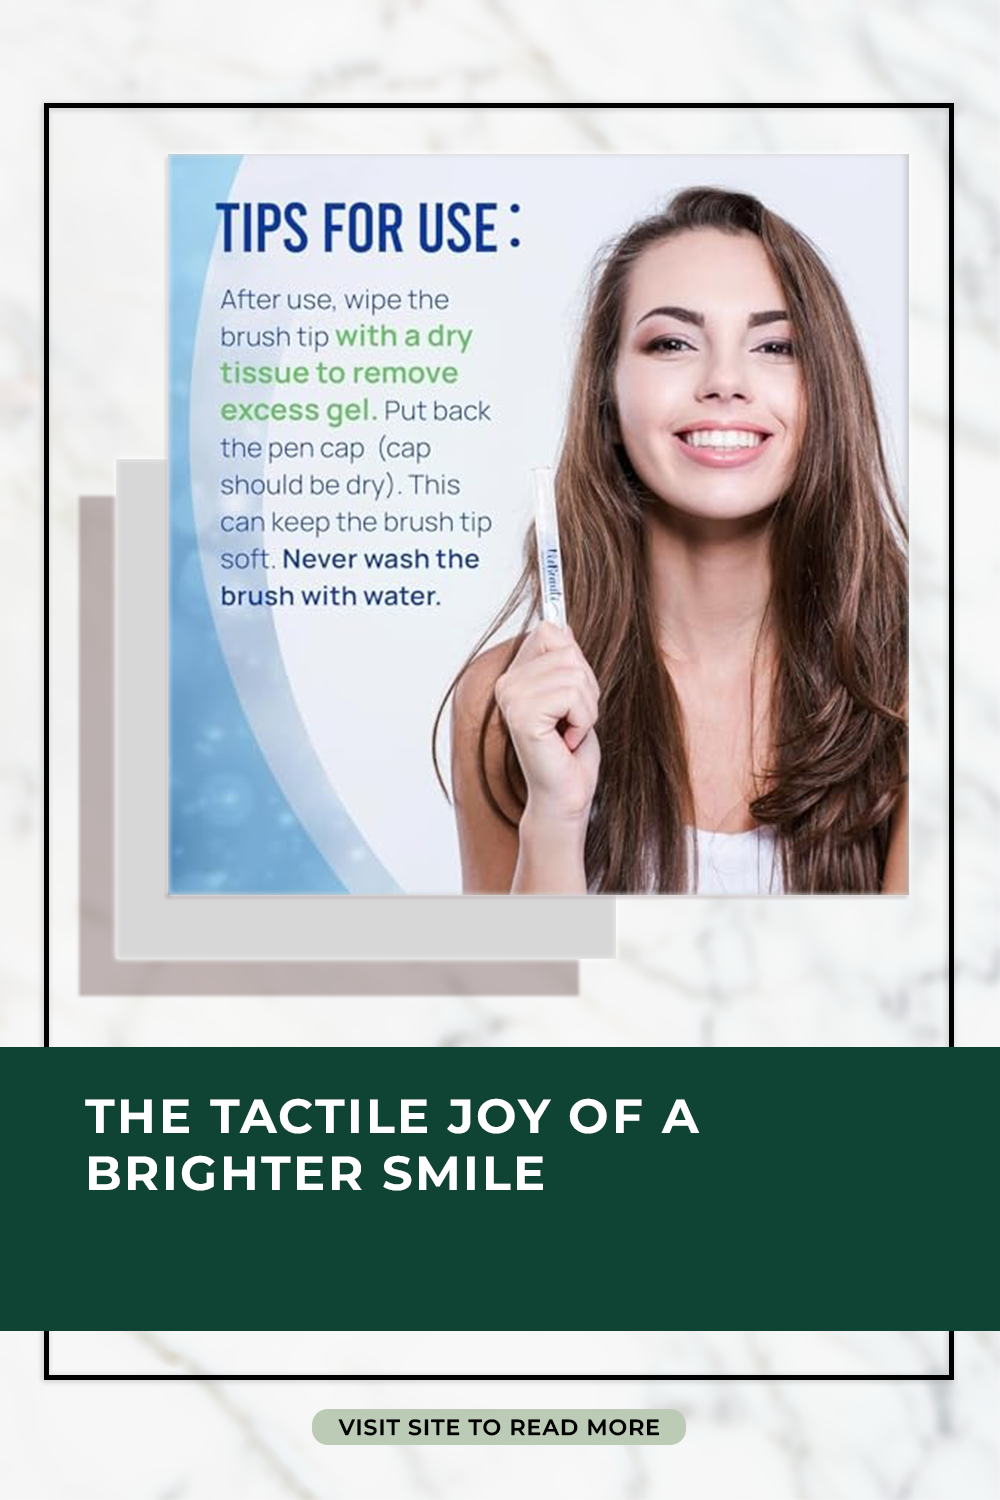 TIPS FOR USE:
After use, wipe the
brush tip with a dry
tissue to remove
excess gel. Put back
the pen cap (cap
should be dry). This
can keep the brush tip
soft. Never wash the
brush with water.
THE TACTILE JOY OF A
BRIGHTER SMILE
VISIT SITE TO READ MORE